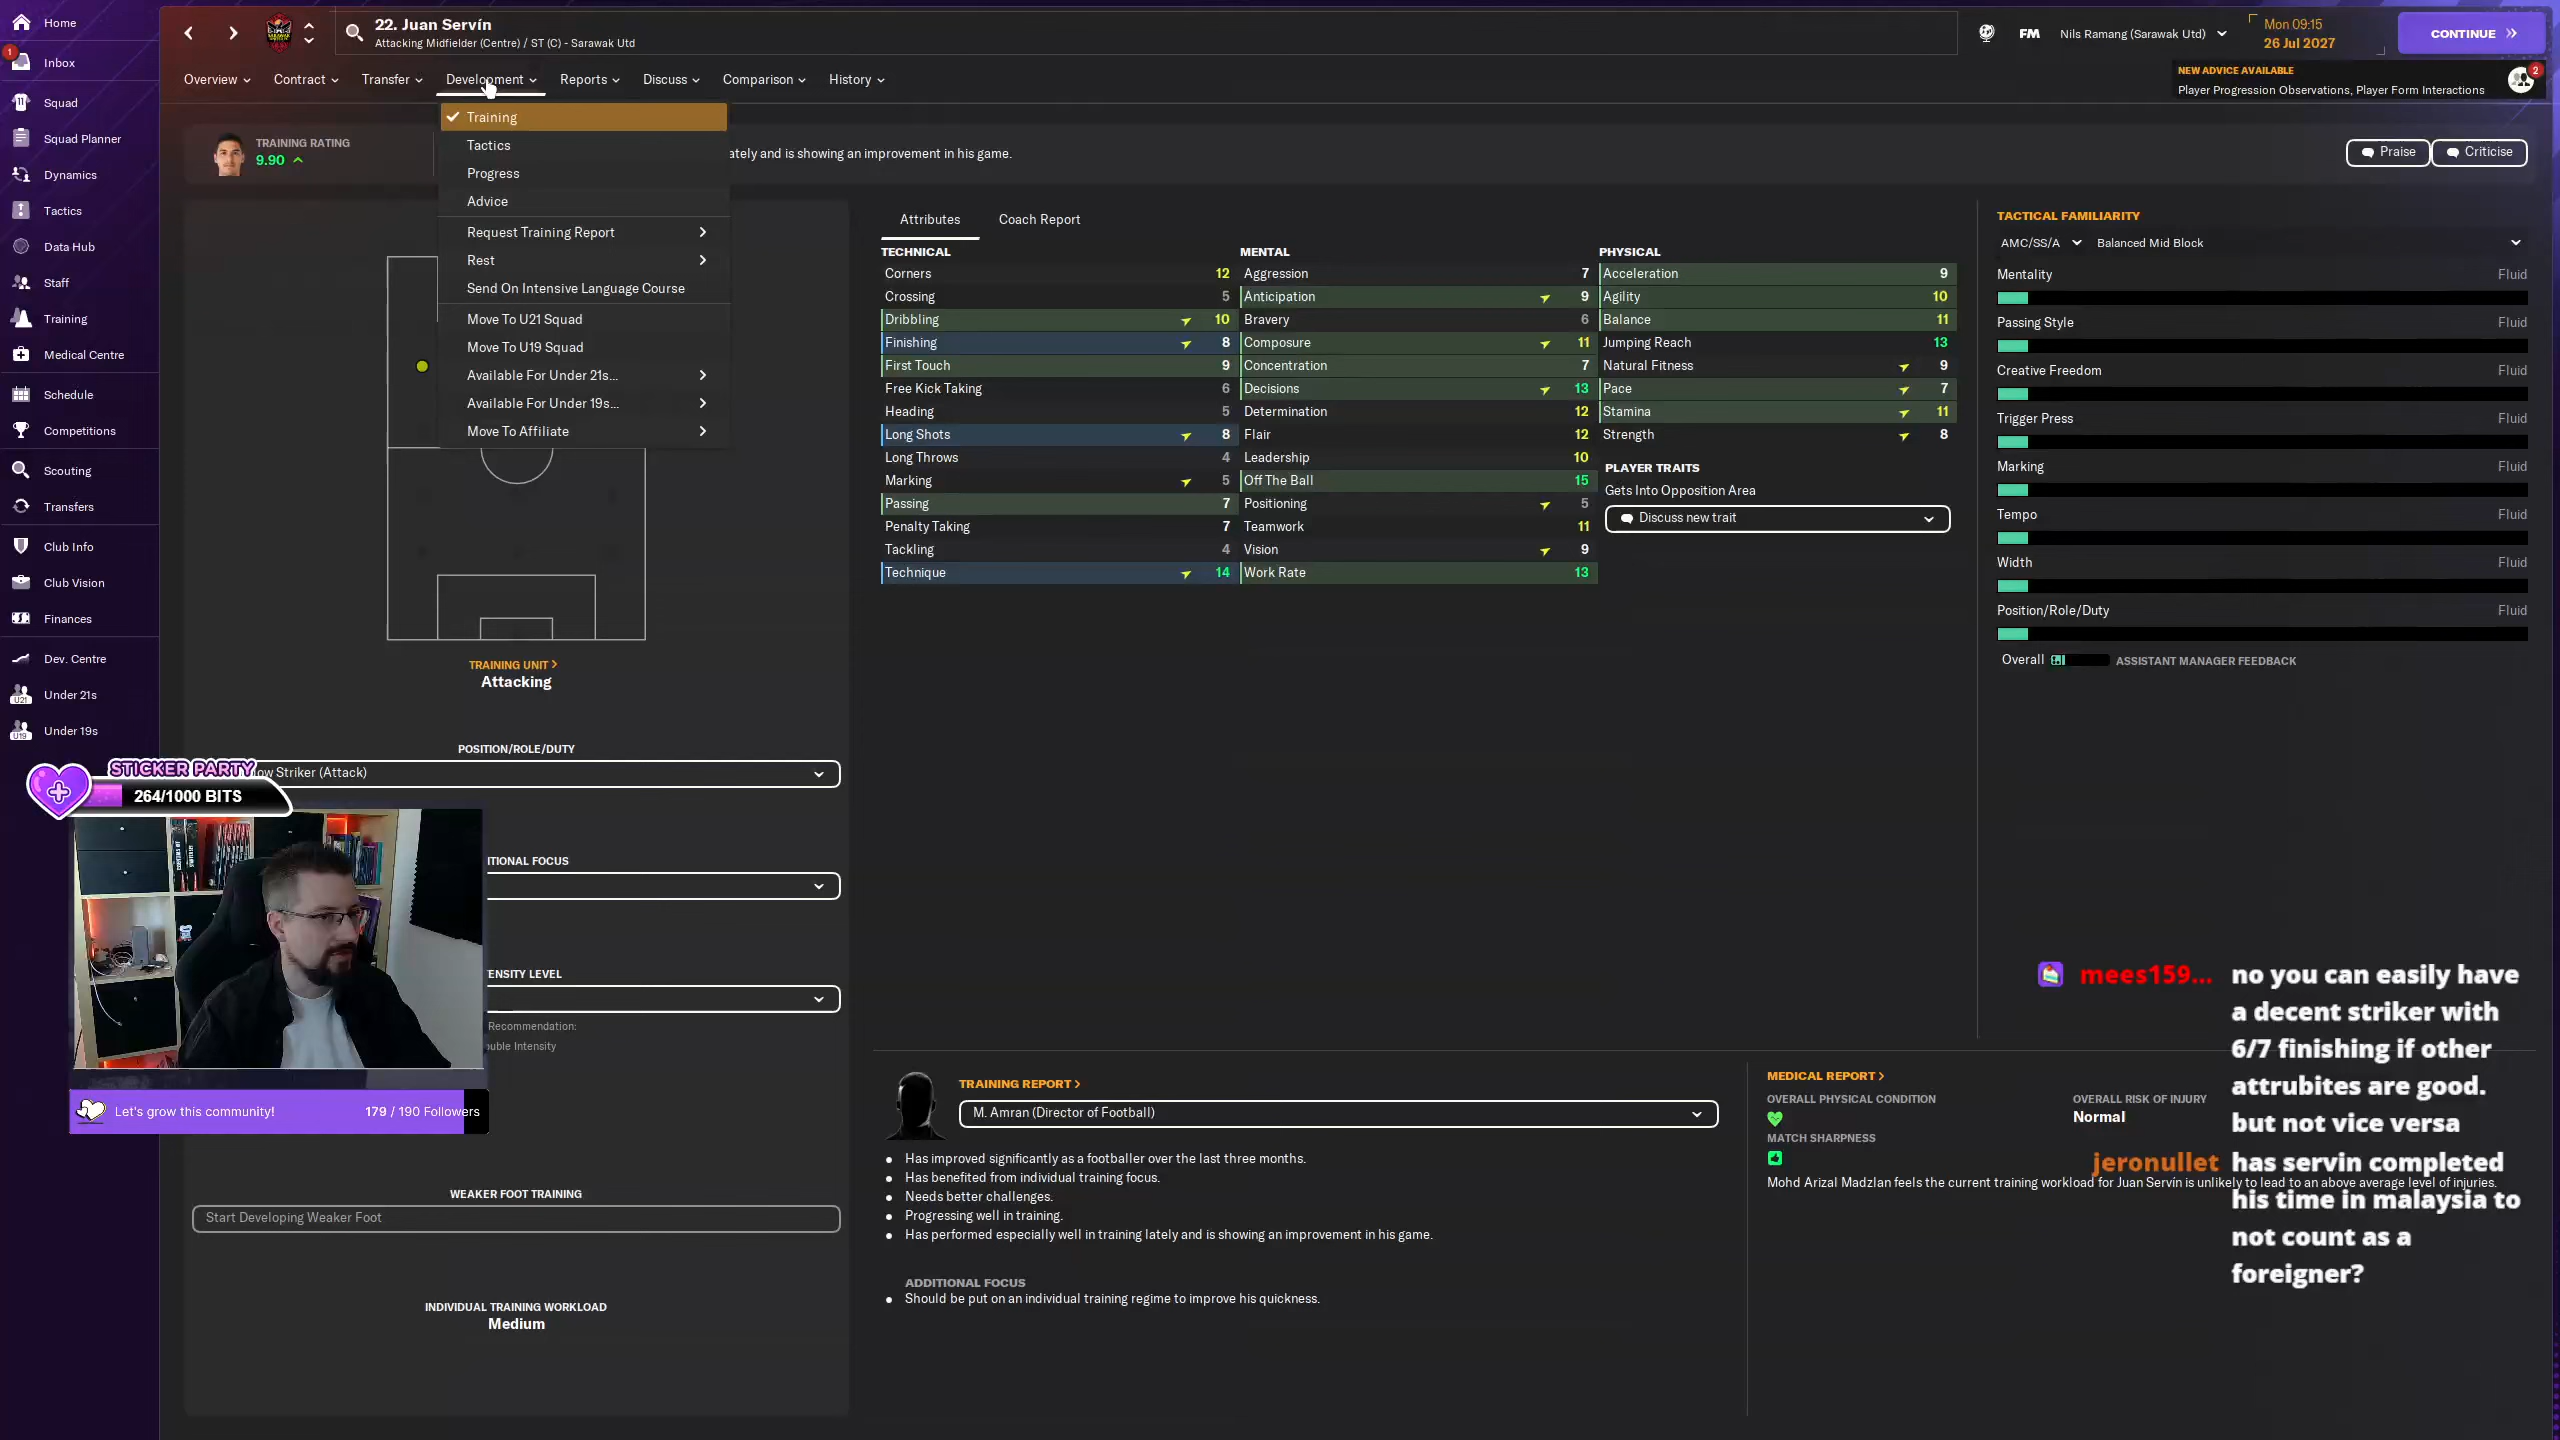 Home
Inbox
1
Squad
Squad Planner
Dynamics
Tactics
Data Hub
Staff
Training
Medical Centre
Schedule
Competitions
Scouting
Transfers
Club Info
Club Vision
Finances
Dev. Centre
Under 21s
U21
Under 19s
U19
22. Juan Servín
Attacking Midfielder (Centre) / ST (C) - Sarawak Utd
FM
Nils Ramang (Sarawak Utd)
Mon 09:15
26 Jul 2027
CONTINUE
Overview
Contract
Transfer
Development
Reports
Discuss
Comparison
History
NEW ADVICE AVAILABLE
Player Progression Observations, Player Form Interactions
2
Training
Tactics
Progress
Advice
Request Training Report
Rest
Send On Intensive Language Course
Move To U21 Squad
Move To U19 Squad
Available For Under 21s...
Available For Under 19s...
Move To Affiliate
TRAINING RATING
9.90
ately and is showing an improvement in his game.
Praise
Criticise
TRAINING UNIT >
Attacking
POSITION/ROLE/DUTY
ow Striker (Attack)
ITIONAL FOCUS
ENSITY LEVEL
Recommendation:
uble Intensity
WEAKER FOOT TRAINING
Start Developing Weaker Foot
INDIVIDUAL TRAINING WORKLOAD
Medium
STICKER PARTY
264/1000 BITS
Let's grow this community!
179 / 190 Followers
Attributes
Coach Report
TECHNICAL
Corners 12
Crossing 5
Dribbling 10
Finishing 8
First Touch 9
Free Kick Taking 6
Heading 5
Long Shots 8
Long Throws 4
Marking 5
Passing 7
Penalty Taking 7
Tackling 4
Technique 14
MENTAL
Aggression 7
Anticipation 9
Bravery 6
Composure 11
Concentration 7
Decisions 13
Determination 12
Flair 12
Leadership 10
Off The Ball 15
Positioning 5
Teamwork 11
Vision 9
Work Rate 13
PHYSICAL
Acceleration 9
Agility 10
Balance 11
Jumping Reach 13
Natural Fitness 9
Pace 7
Stamina 11
Strength 8
PLAYER TRAITS
Gets Into Opposition Area
Discuss new trait
TACTICAL FAMILIARITY
AMC/SS/A
Balanced Mid Block
Mentality Fluid
Passing Style Fluid
Creative Freedom Fluid
Trigger Press Fluid
Marking Fluid
Tempo Fluid
Width Fluid
Position/Role/Duty Fluid
Overall
ASSISTANT MANAGER FEEDBACK
TRAINING REPORT >
M. Amran (Director of Football)
Has improved significantly as a footballer over the last three months.
Has benefited from individual training focus.
Needs better challenges.
Progressing well in training.
Has performed especially well in training lately and is showing an improvement in his game.
ADDITIONAL FOCUS
Should be put on an individual training regime to improve his quickness.
MEDICAL REPORT >
OVERALL PHYSICAL CONDITION
OVERALL RISK OF INJURY
Normal
MATCH SHARPNESS
Mohd Arizal Madzlan feels the current training workload for Juan Servín is unlikely to lead to an above average level of injuries.
mees159... no you can easily have
a decent striker with
6/7 finishing if other
attrubites are good.
but not vice versa
jeronullet has servin completed
his time in malaysia to
not count as a
foreigner?